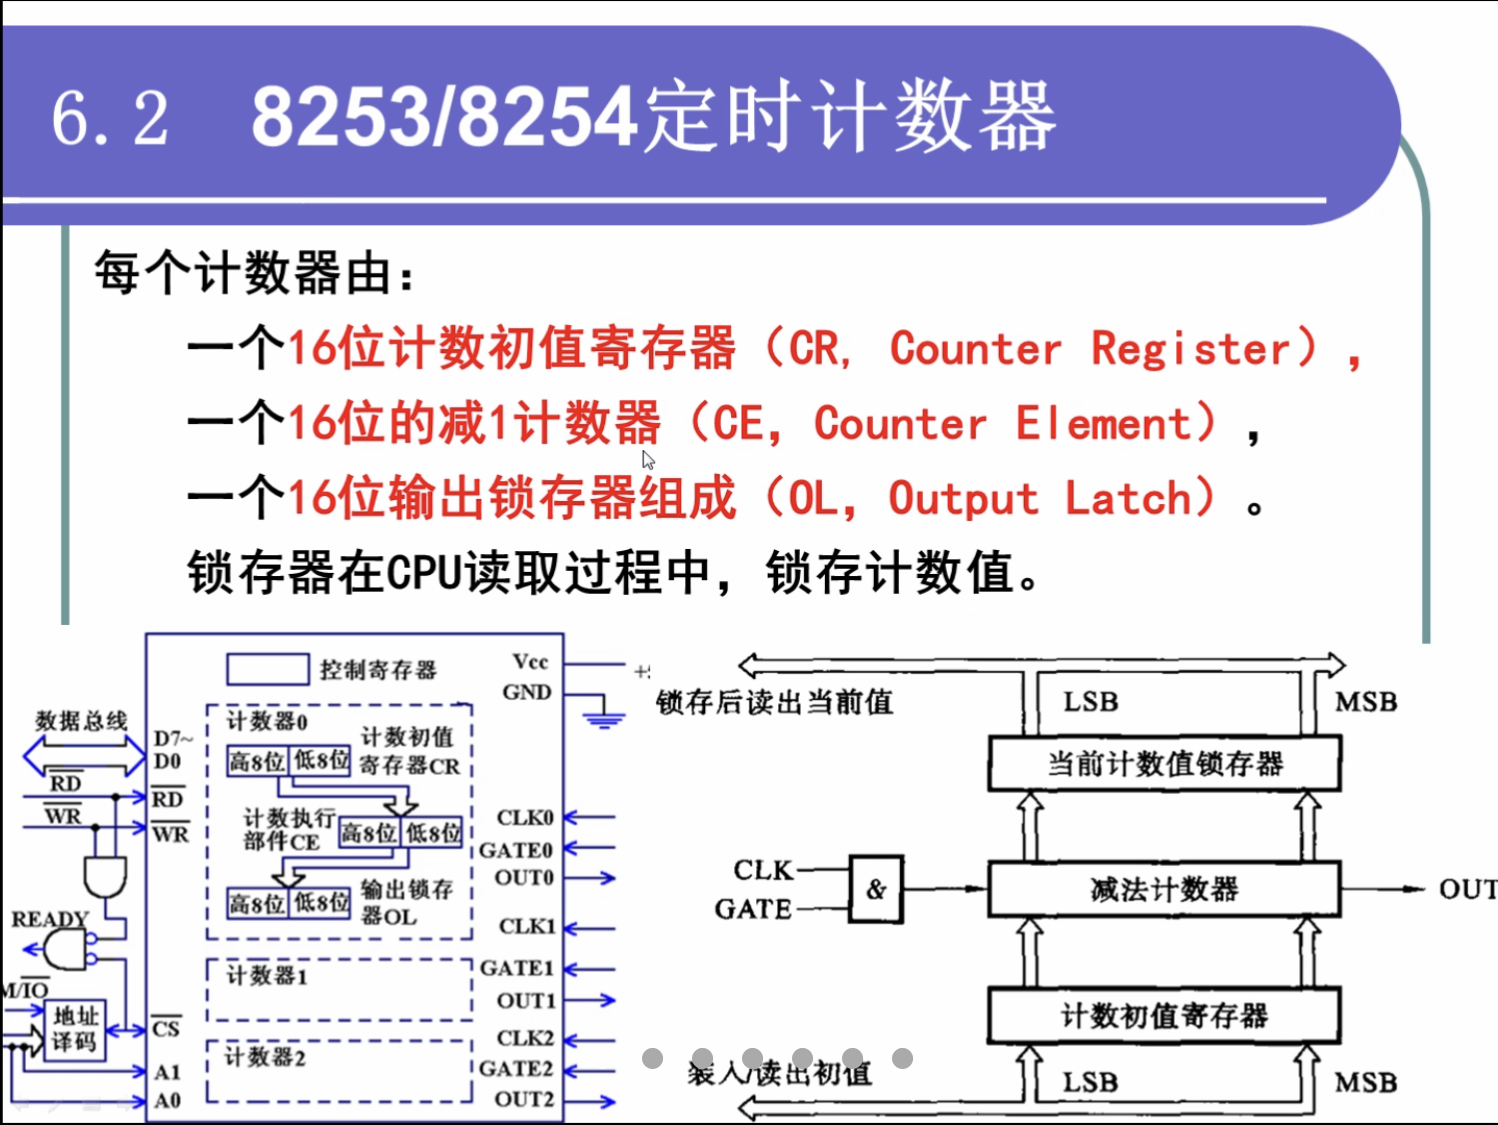 6.2 8253/8254定时计数器
每个计数器由：
一个16位计数初值寄存器（CR, Counter Register），
一个16位的减1计数器（CE，Counter Element），
一个16位输出锁存器组成（OL，Output Latch）。
锁存器在CPU读取过程中，锁存计数值。
控制寄存器
数据总线
D7~
D0
RD
WR
RD
WR
READY
M/IO
地址
译码
CS
A1
A0
计数器0
高8位
低8位
计数初值
寄存器CR
计数执行
部件CE
高8位
低8位
高8位
低8位
输出锁存
器OL
计数器1
计数器2
Vcc
GND
CLK0
GATE0
OUT0
CLK1
GATE1
OUT1
CLK2
GATE2
OUT2
锁存后读出当前值
LSB
MSB
当前计数值锁存器
CLK
GATE
&
减法计数器
OUT
计数初值寄存器
装入/读出初值
LSB
MSB